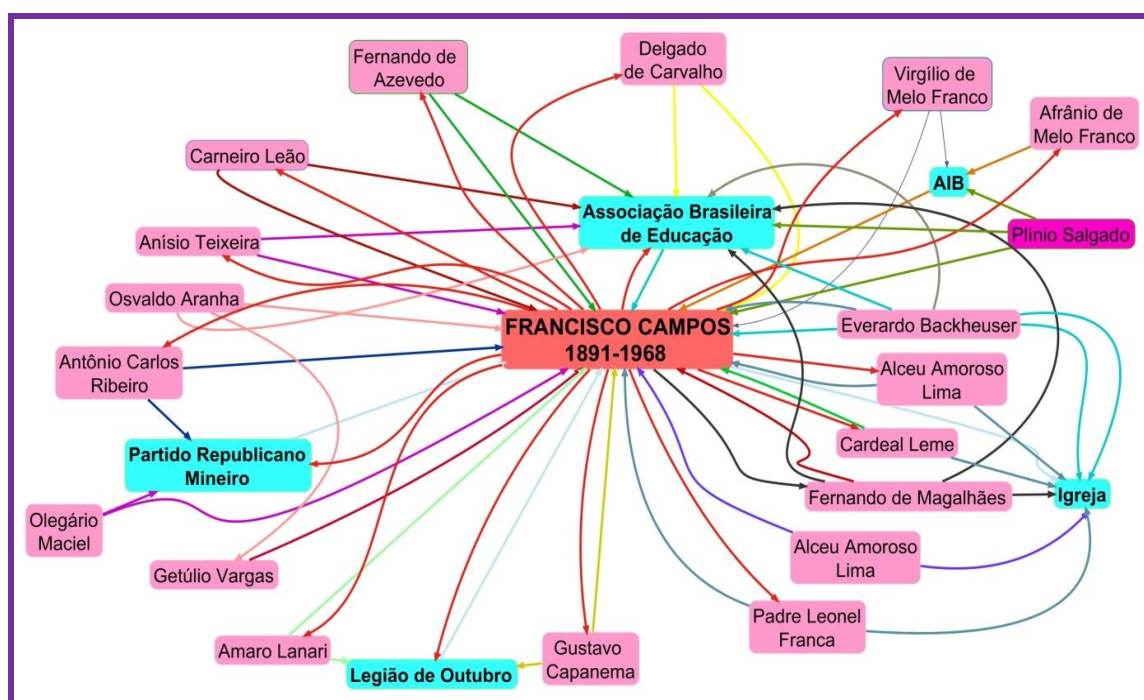 Fernando de
Azevedo
Delgado
de Carvalho
Virgílio de
Melo Franco
Afrânio de
Melo Franco
Carneiro Leão
AIB
Associação Brasileira
de Educação
Plínio Salgado
Anísio Teixeira
Osvaldo Aranha
FRANCISCO CAMPOS
1891-1968
Everardo Backheuser
Antônio Carlos
Ribeiro
Alceu Amoroso
Lima
Cardeal Leme
Partido Republicano
Mineiro
Fernando de Magalhães
Igreja
Olegário
Maciel
Getúlio Vargas
Alceu Amoroso
Lima
Padre Leonel
Franca
Amaro Lanari
Legião de Outubro
Gustavo
Capanema